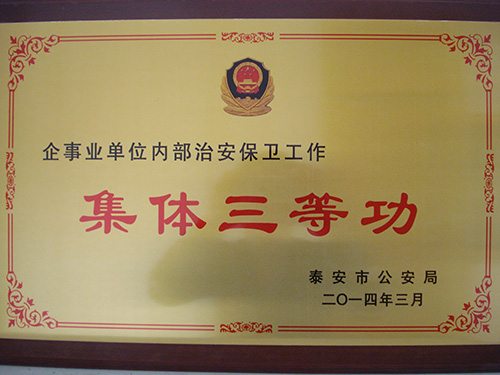 企事业单位内部治安保卫工作
集体三等功
泰安市公安局
二〇一四年三月